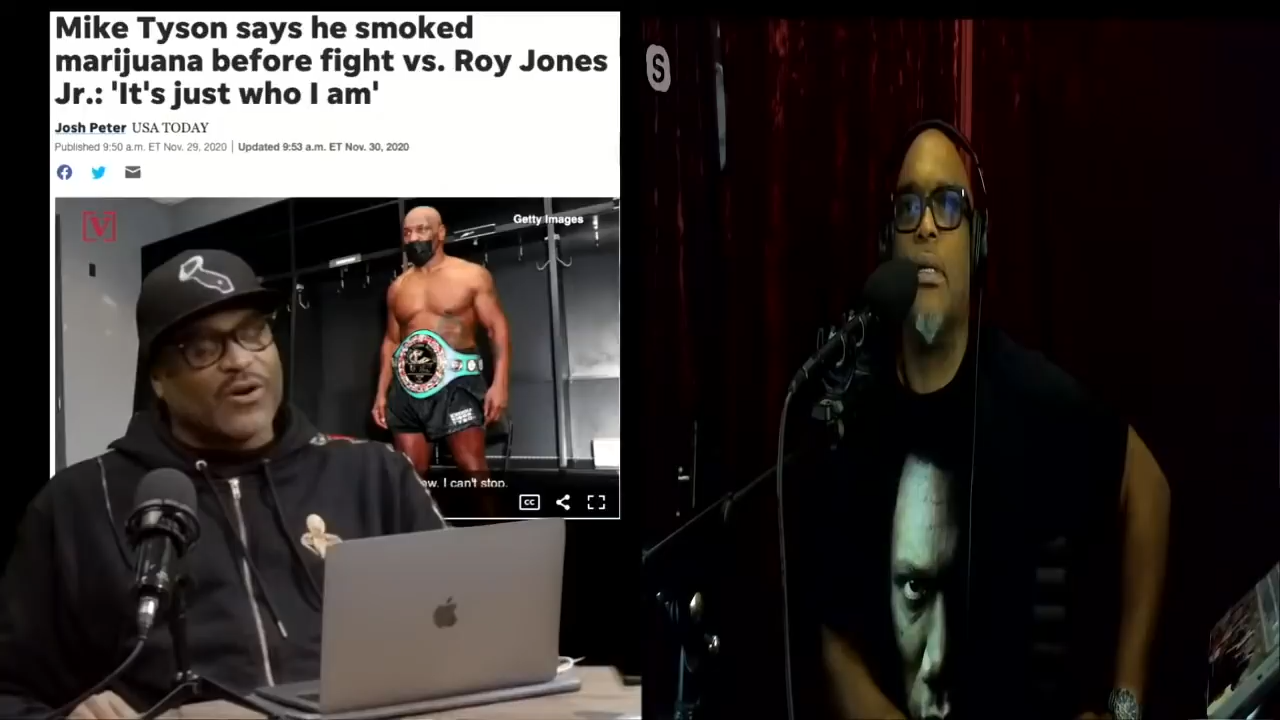 Mike Tyson says he smoked
marijuana before fight vs. Roy Jones
Jr.: 'It's just who I am'
Josh Peter USA TODAY
Published 9:50 a.m. ET Nov. 29, 2020 | Updated 9:53 a.m. ET Nov. 30, 2020
[V]
Getty Images
I can't stop.
CC
S